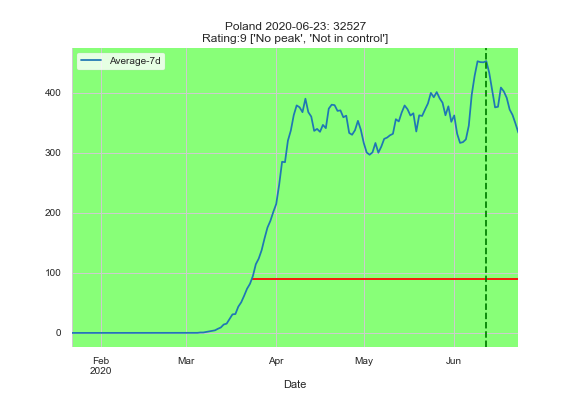 Poland 2020-06-23: 32527
Rating:9 ['No peak', 'Not in control']
Average-7d
400
300
200
100
0
Feb
2020
Mar
Apr
May
Jun
Date